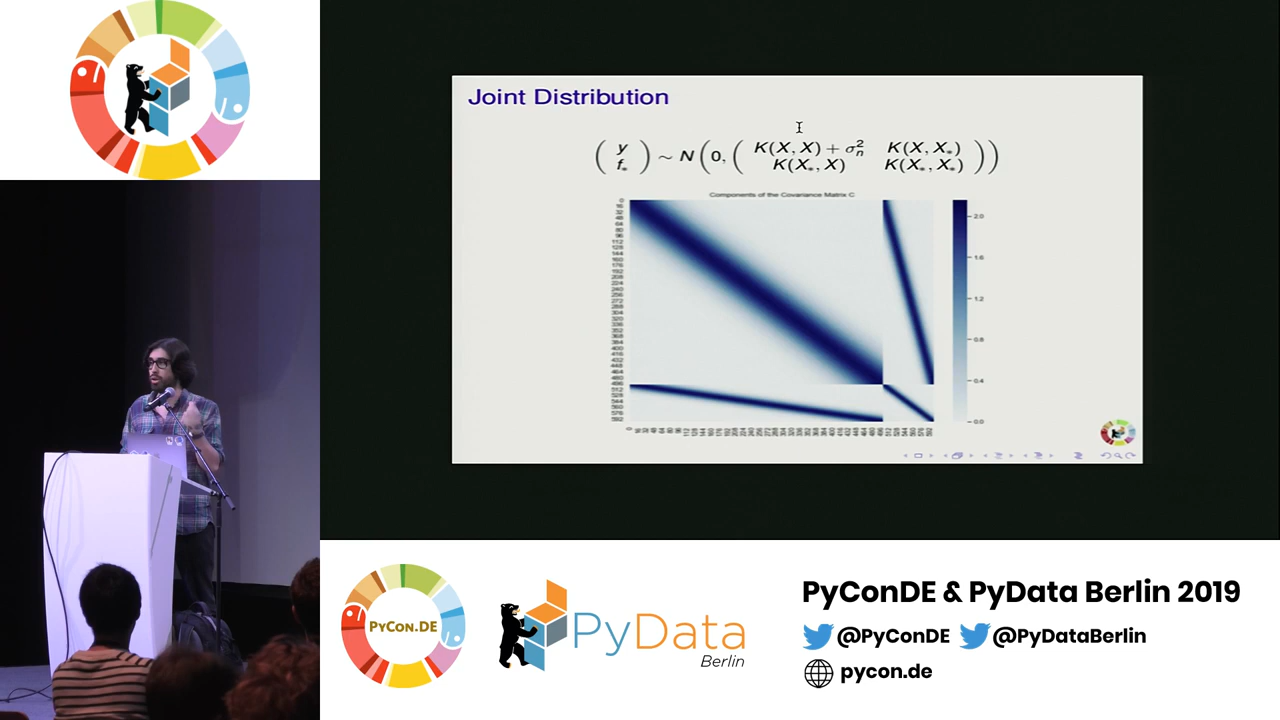 Joint Distribution
( y f* ) ~ N ( 0, ( K(X, X) + σ²ₙ K(X, X*)
K(X*, X) K(X*, X*) ) )
Components of the Covariance Matrix C
2.0
1.6
1.2
0.8
0.4
0.0
PyCon.DE
PyData
Berlin
PyConDE & PyData Berlin 2019
@PyConDE @PyDataBerlin
pycon.de